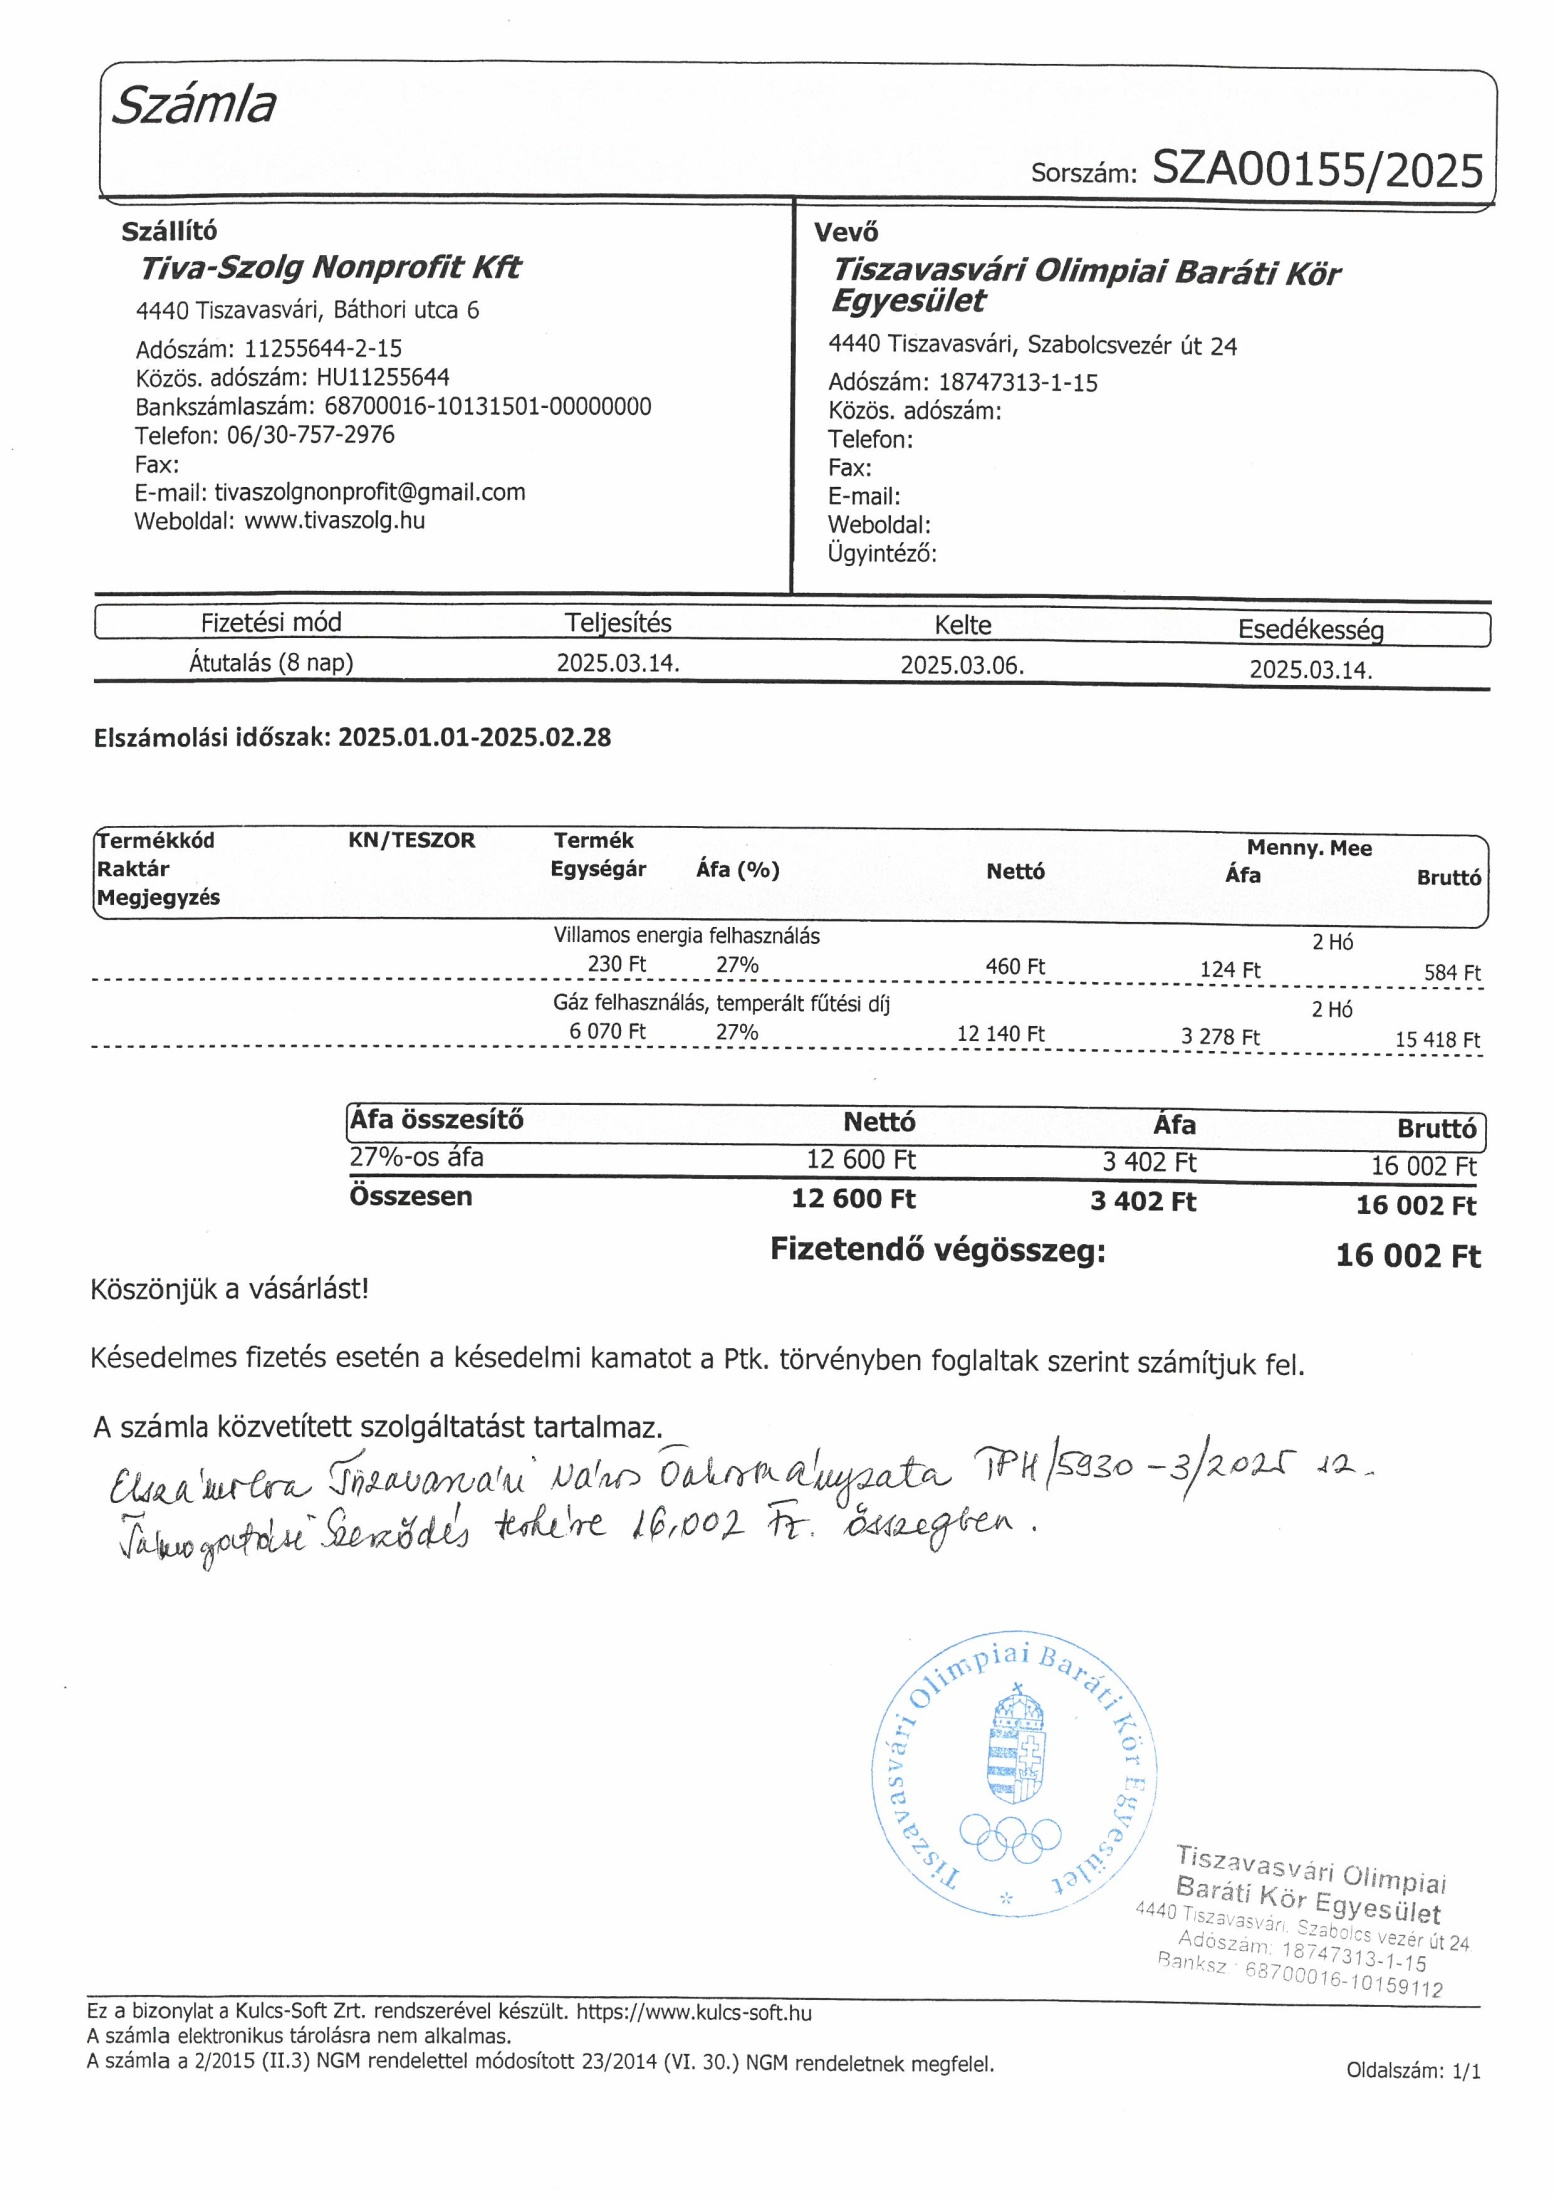 Számla
Sorszám: SZA00155/2025
Szállító
Tiva-Szolg Nonprofit Kft
4440 Tiszavasvári, Báthori utca 6
Adószám: 11255644-2-15
Közös. adószám: HU11255644
Bankszámlaszám: 68700016-10131501-00000000
Telefon: 06/30-757-2976
Fax:
E-mail: tivaszolgnonprofit@gmail.com
Weboldal: www.tivaszolg.hu
Vevő
Tiszavasvári Olimpiai Baráti Kör
Egyesület
4440 Tiszavasvári, Szabolcsvezér út 24
Adószám: 18747313-1-15
Közös. adószám:
Telefon:
Fax:
E-mail:
Weboldal:
Ügyintéző:
Fizetési mód Teljesítés Kelte Esedékesség
Átutalás (8 nap) 2025.03.14. 2025.03.06. 2025.03.14.
Elszámolási időszak: 2025.01.01-2025.02.28
Termékkód KN/TESZOR Termék Menny. Mee
Raktár Egységár Áfa (%) Nettó Áfa Bruttó
Megjegyzés
Villamos energia felhasználás 2 Hó
230 Ft 27% 460 Ft 124 Ft 584 Ft
Gáz felhasználás, temperált fűtési díj 2 Hó
6 070 Ft 27% 12 140 Ft 3 278 Ft 15 418 Ft
Áfa összesítő Nettó Áfa Bruttó
27%-os áfa 12 600 Ft 3 402 Ft 16 002 Ft
Összesen 12 600 Ft 3 402 Ft 16 002 Ft
Fizetendő végösszeg: 16 002 Ft
Köszönjük a vásárlást!
Késedelmes fizetés esetén a késedelmi kamatot a Ptk. törvényben foglaltak szerint számítjuk fel.
A számla közvetített szolgáltatást tartalmaz.
Elszámolva Tiszavasvári Város Önkormányzata TPH/5930-3/2025 sz.
Támogatási Szerződés terhére 16.002 Ft. összegben.
Tiszavasvári Olimpiai Baráti Kör Egyesület *
Tiszavasvári Olimpiai
Baráti Kör Egyesület
4440 Tiszavasvári, Szabolcs vezér út 24
Adószám: 18747313-1-15
Banksz.: 68700016-10159112
Ez a bizonylat a Kulcs-Soft Zrt. rendszerével készült. https://www.kulcs-soft.hu
A számla elektronikus tárolásra nem alkalmas.
A számla a 2/2015 (II.3) NGM rendelettel módosított 23/2014 (VI. 30.) NGM rendeletnek megfelel.
Oldalszám: 1/1